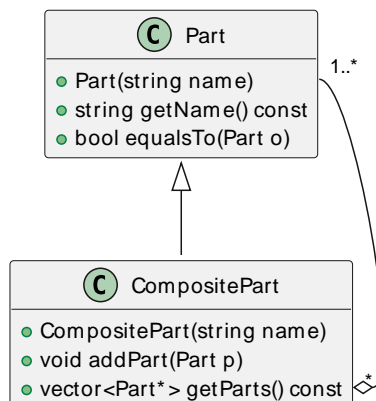 C Part
Part(string name)
string getName() const
bool equalsTo(Part o)
1..*
C CompositePart
CompositePart(string name)
void addPart(Part p)
vector<Part*> getParts() const
*